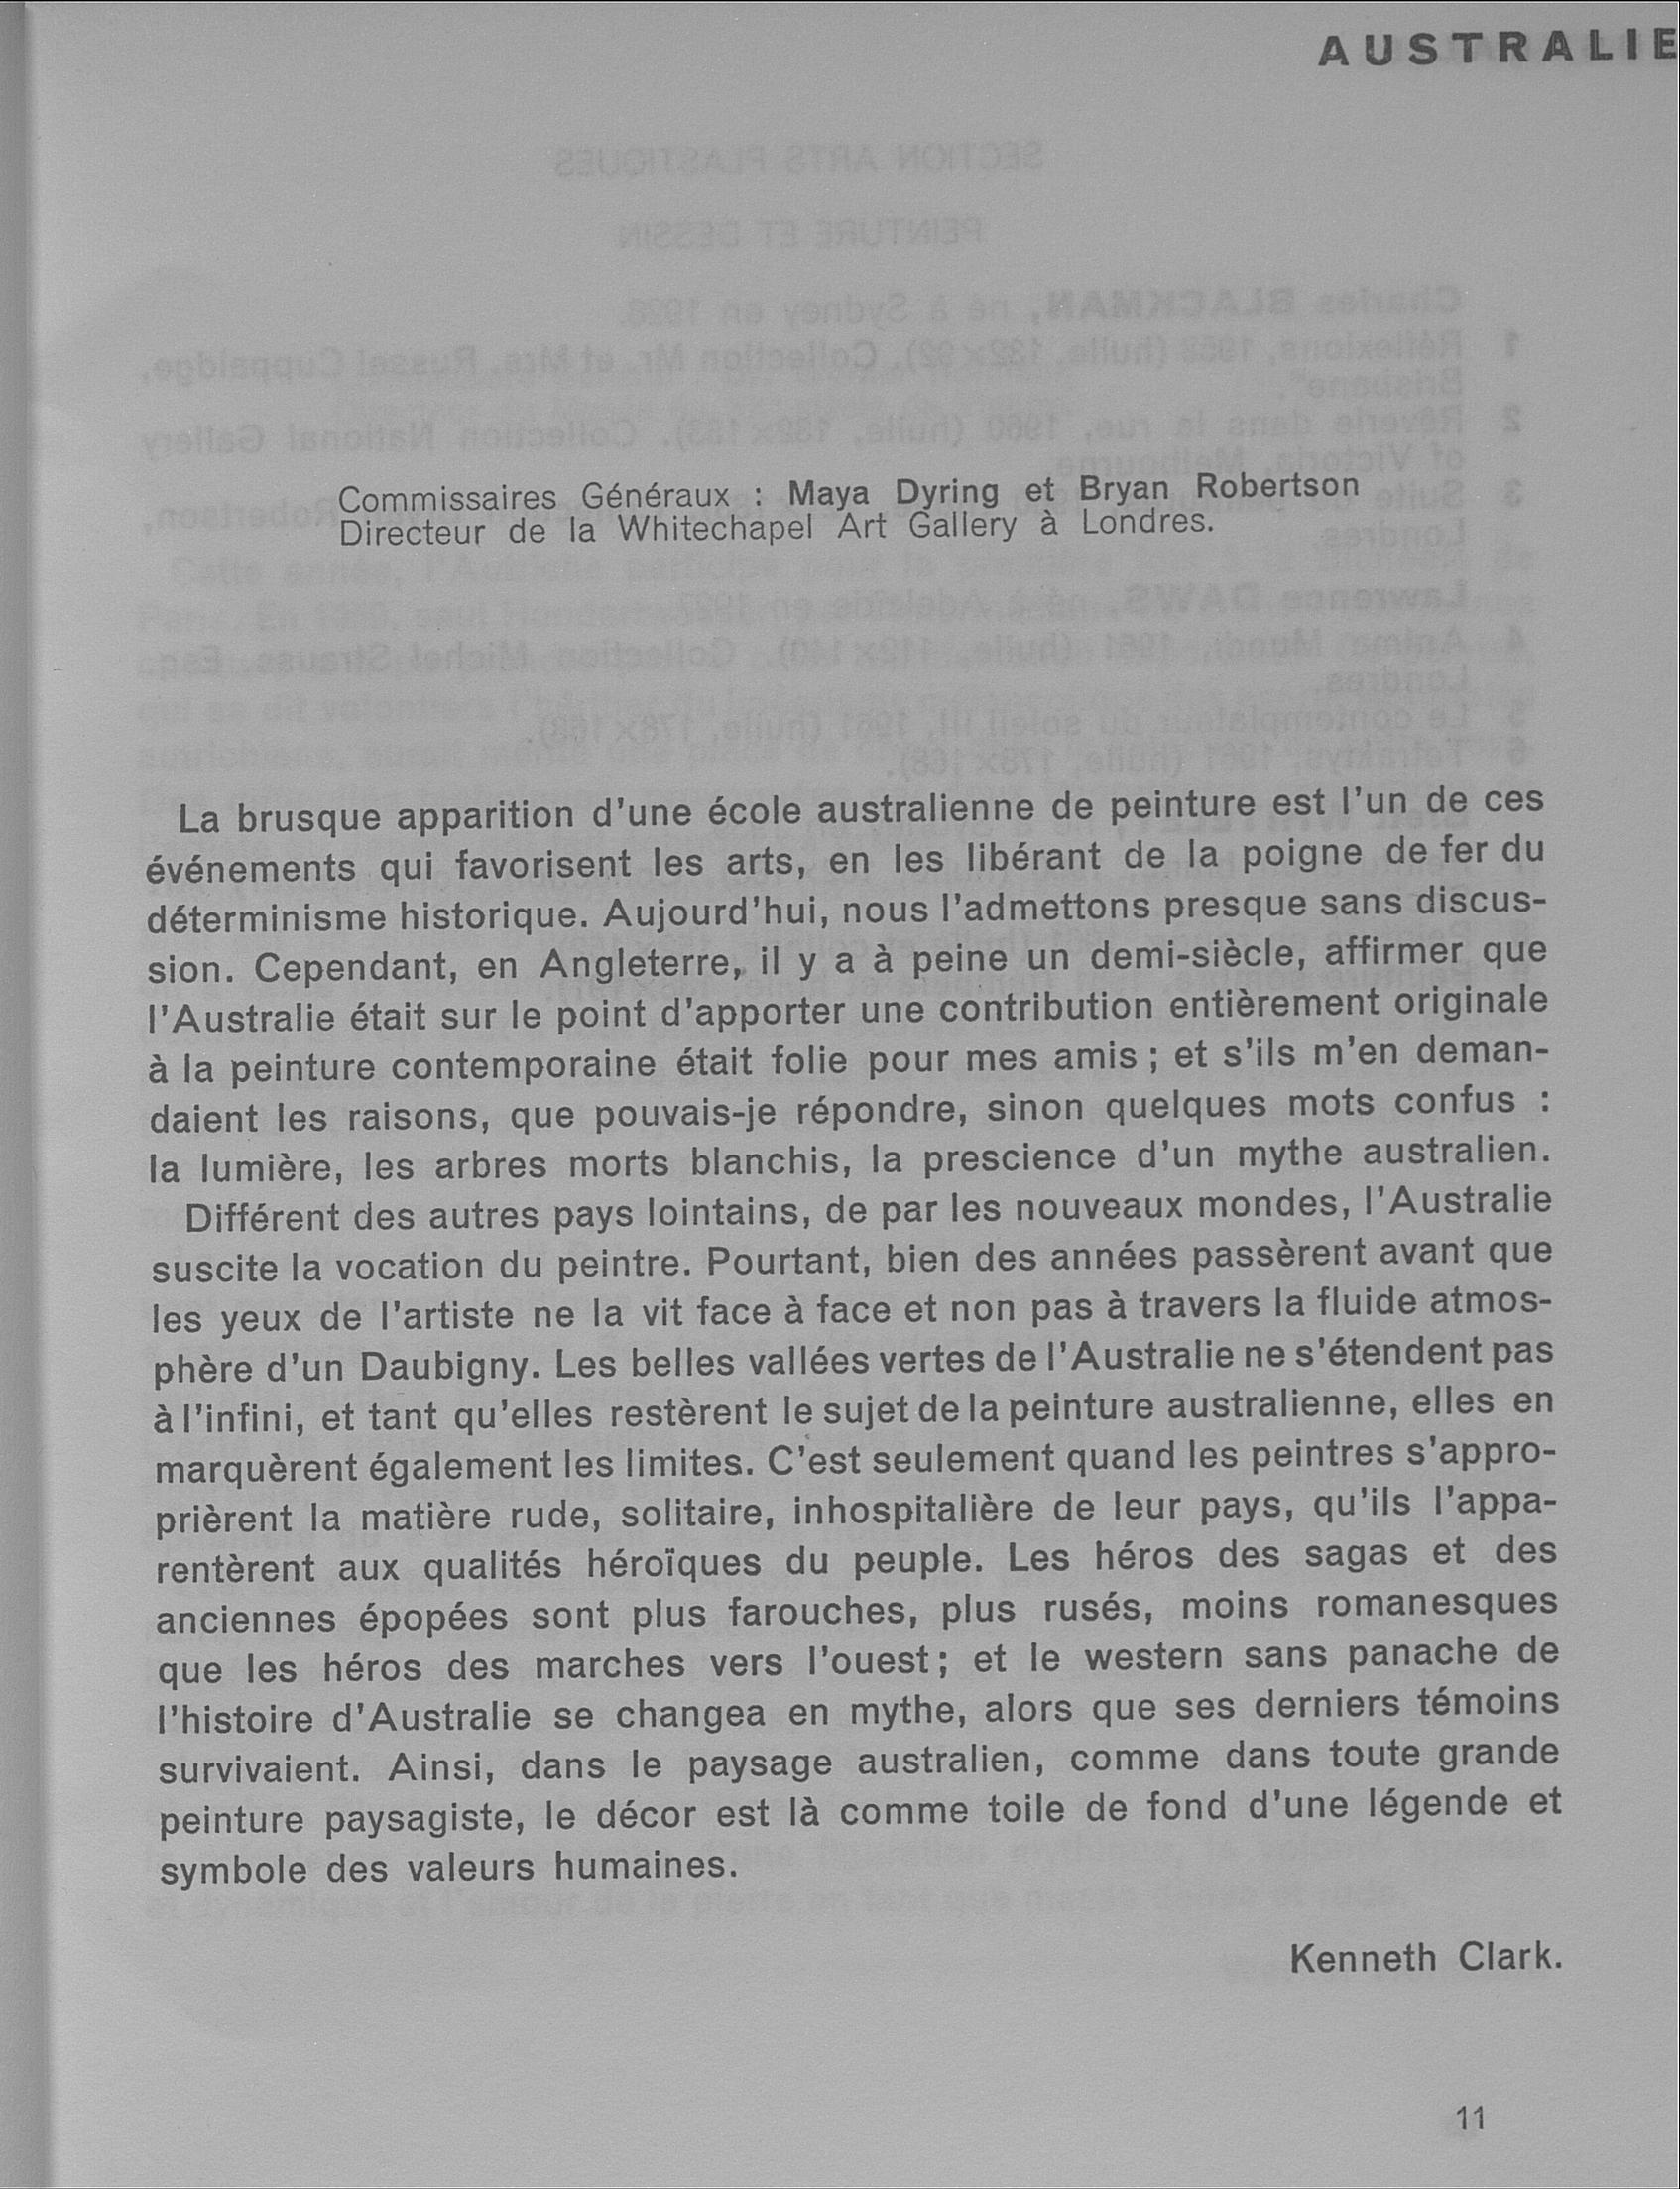 AUSTRALIE
Commissaires Généraux : Maya Dyring et Bryan Robertson
Directeur de la Whitechapel Art Gallery à Londres.
La brusque apparition d'une école australienne de peinture est l'un de ces
événements qui favorisent les arts, en les libérant de la poigne de fer du
déterminisme historique. Aujourd'hui, nous l'admettons presque sans discus-
sion. Cependant, en Angleterre, il y a à peine un demi-siècle, affirmer que
l'Australie était sur le point d'apporter une contribution entièrement originale
à la peinture contemporaine était folie pour mes amis ; et s'ils m'en deman-
daient les raisons, que pouvais-je répondre, sinon quelques mots confus :
la lumière, les arbres morts blanchis, la prescience d'un mythe australien.
Différent des autres pays lointains, de par les nouveaux mondes, l'Australie
suscite la vocation du peintre. Pourtant, bien des années passèrent avant que
les yeux de l'artiste ne la vit face à face et non pas à travers la fluide atmos-
phère d'un Daubigny. Les belles vallées vertes de l'Australie ne s'étendent pas
à l'infini, et tant qu'elles restèrent le sujet de la peinture australienne, elles en
marquèrent également les limites. C'est seulement quand les peintres s'appro-
prièrent la matière rude, solitaire, inhospitalière de leur pays, qu'ils l'appa-
rentèrent aux qualités héroïques du peuple. Les héros des sagas et des
anciennes épopées sont plus farouches, plus rusés, moins romanesques
que les héros des marches vers l'ouest ; et le western sans panache de
l'histoire d'Australie se changea en mythe, alors que ses derniers témoins
survivaient. Ainsi, dans le paysage australien, comme dans toute grande
peinture paysagiste, le décor est là comme toile de fond d'une légende et
symbole des valeurs humaines.
Kenneth Clark.
11